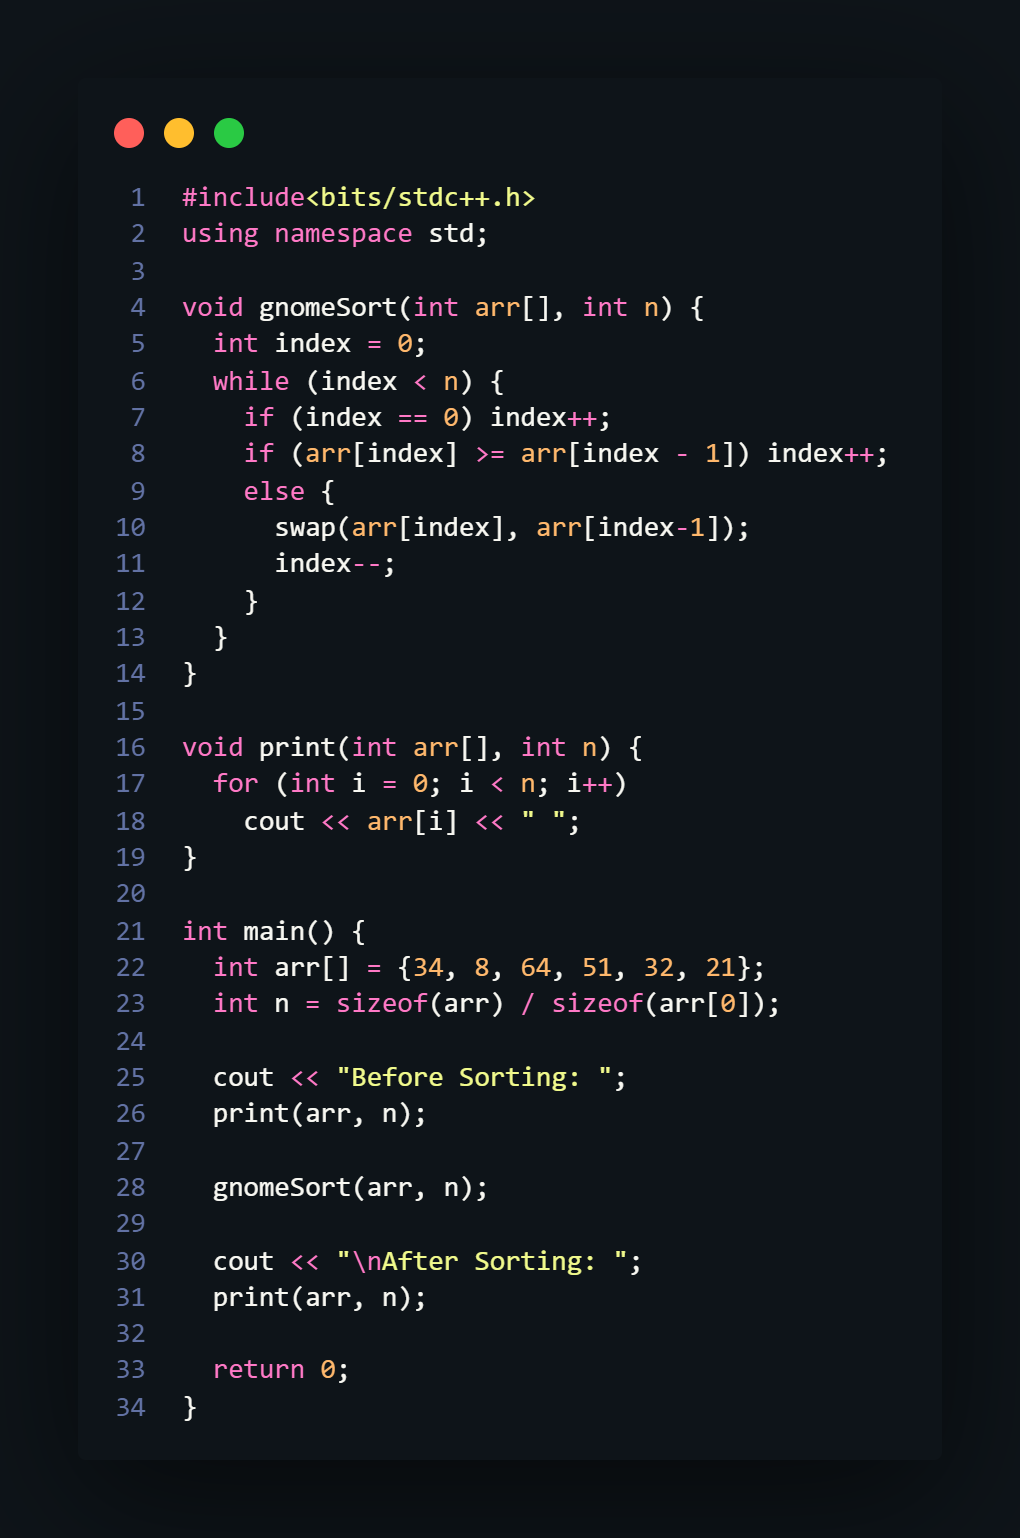 1 #include<bits/stdc++.h>
2 using namespace std;
3
4 void gnomeSort(int arr[], int n) {
5   int index = 0;
6   while (index < n) {
7     if (index == 0) index++;
8     if (arr[index] >= arr[index - 1]) index++;
9     else {
10       swap(arr[index], arr[index-1]);
11       index--;
12     }
13   }
14 }
15
16 void print(int arr[], int n) {
17   for (int i = 0; i < n; i++)
18     cout << arr[i] << " ";
19 }
20
21 int main() {
22   int arr[] = {34, 8, 64, 51, 32, 21};
23   int n = sizeof(arr) / sizeof(arr[0]);
24
25   cout << "Before Sorting: ";
26   print(arr, n);
27
28   gnomeSort(arr, n);
29
30   cout << "\nAfter Sorting: ";
31   print(arr, n);
32
33   return 0;
34 }